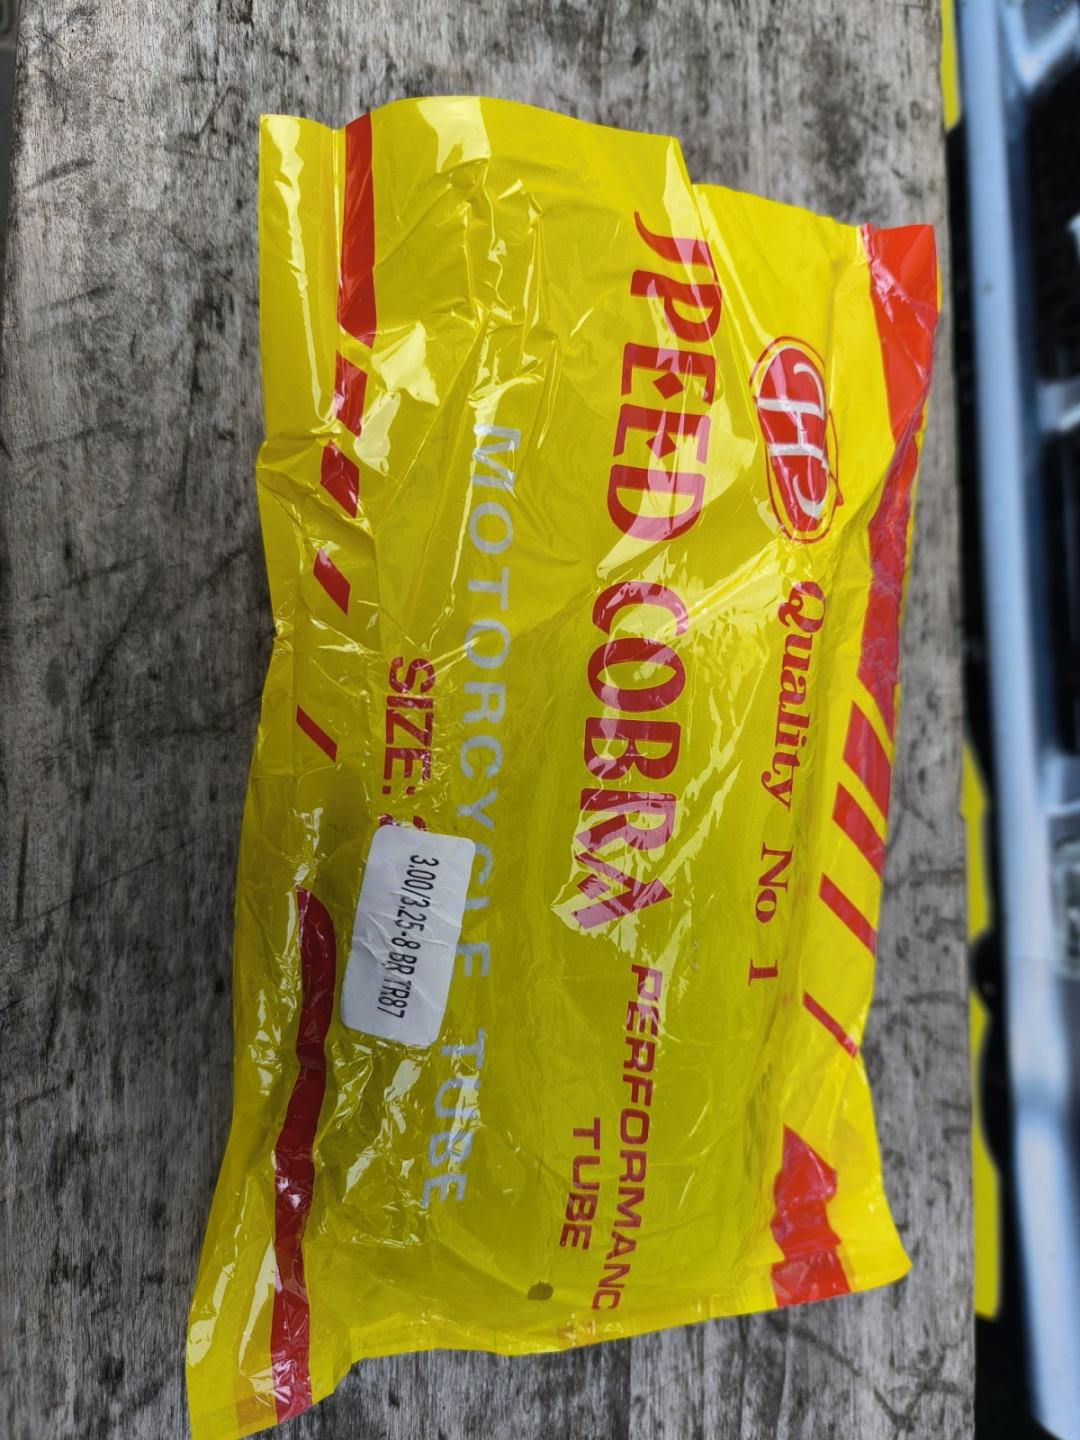 Quality No 1
SPEED COBRA
PERFORMANC
TUBE
MOTORCYCLE TUBE
SIZE:
3.00/3.25-8 BR TR87